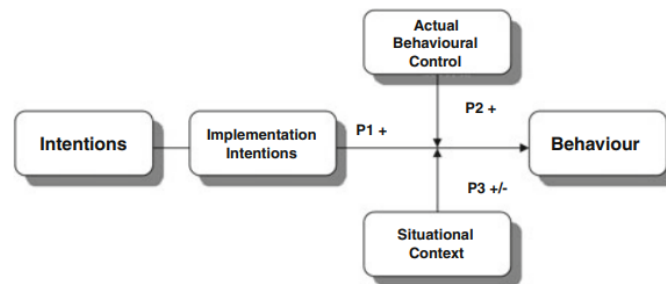 Actual
Behavioural
Control
P2 +
Intentions
Implementation
Intentions
P1 +
Behaviour
P3 +/-
Situational
Context